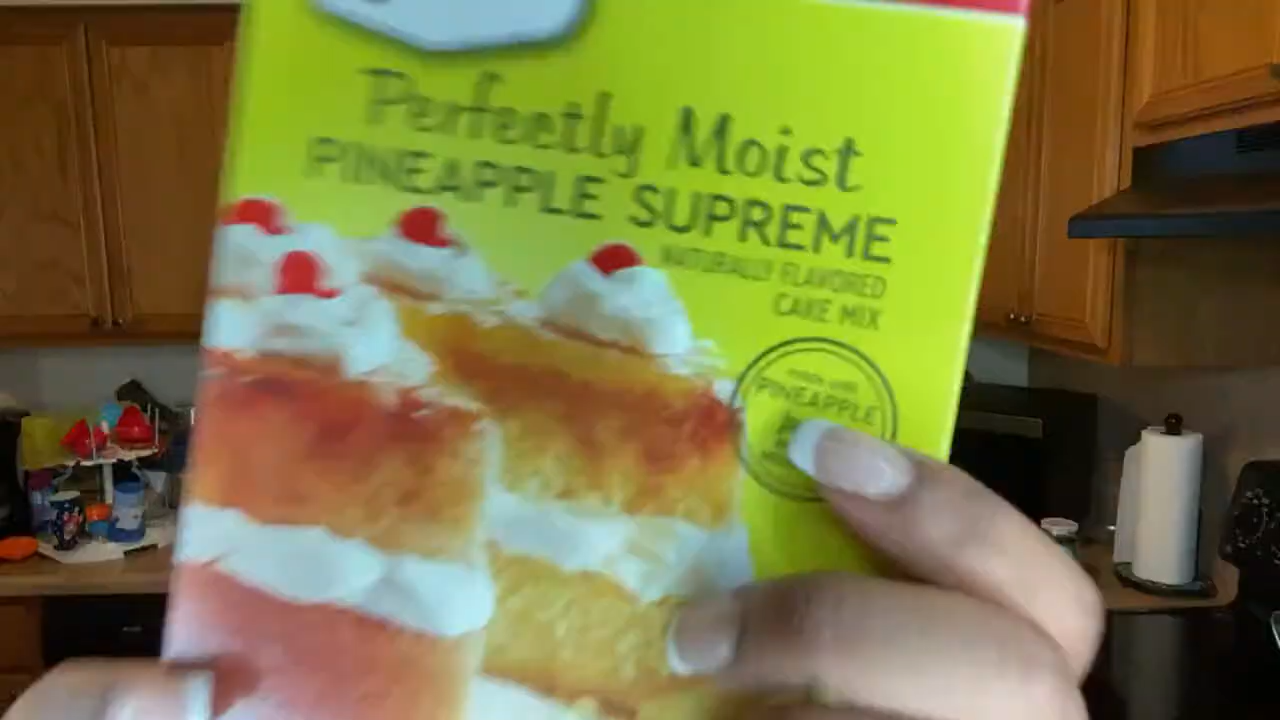 Perfectly Moist
PINEAPPLE SUPREME
NATURALLY FLAVORED
CAKE MIX
PINEAPPLE